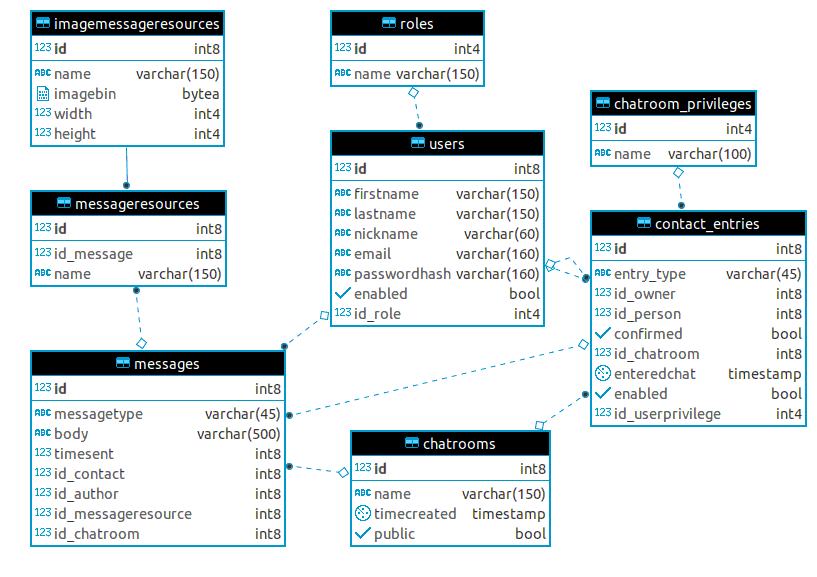 imagemessageresources
123 id int8
ABC name varchar(150)
imagebin bytea
123 width int4
123 height int4
roles
123 id int4
ABC name varchar(150)
chatroom_privileges
123 id int4
ABC name varchar(100)
users
123 id int8
ABC firstname varchar(150)
ABC lastname varchar(150)
ABC nickname varchar(60)
ABC email varchar(160)
ABC passwordhash varchar(160)
enabled bool
123 id_role int4
messageresources
123 id int8
123 id_message int8
ABC name varchar(150)
contact_entries
123 id int8
ABC entry_type varchar(45)
123 id_owner int8
123 id_person int8
confirmed bool
123 id_chatroom int8
enteredchat timestamp
enabled bool
123 id_userprivilege int4
messages
123 id int8
ABC messagetype varchar(45)
ABC body varchar(500)
123 timesent int8
123 id_contact int8
123 id_author int8
123 id_messageresource int8
123 id_chatroom int8
chatrooms
123 id int8
ABC name varchar(150)
timecreated timestamp
public bool